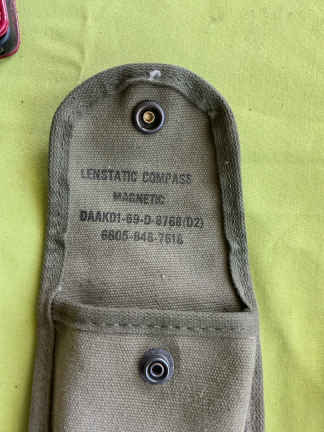 LENSTATIC COMPASS
MAGNETIC
DAAK01-69-D-8768(D2)
6605-846-7618